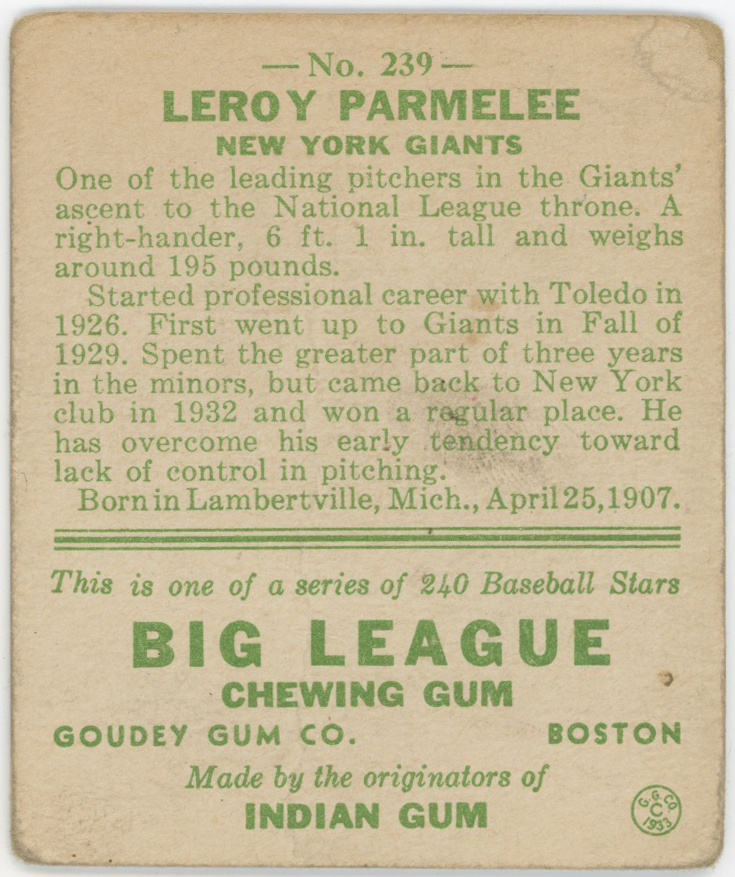 — No. 239 —
LEROY PARMELEE
NEW YORK GIANTS
One of the leading pitchers in the Giants'
ascent to the National League throne. A
right-hander, 6 ft. 1 in. tall and weighs
around 195 pounds.
Started professional career with Toledo in
1926. First went up to Giants in Fall of
1929. Spent the greater part of three years
in the minors, but came back to New York
club in 1932 and won a regular place. He
has overcome his early tendency toward
lack of control in pitching.
Born in Lambertville, Mich., April 25, 1907.
This is one of a series of 240 Baseball Stars
BIG LEAGUE
CHEWING GUM
GOUDEY GUM CO. BOSTON
Made by the originators of
INDIAN GUM
G. G. CO.
C
1933